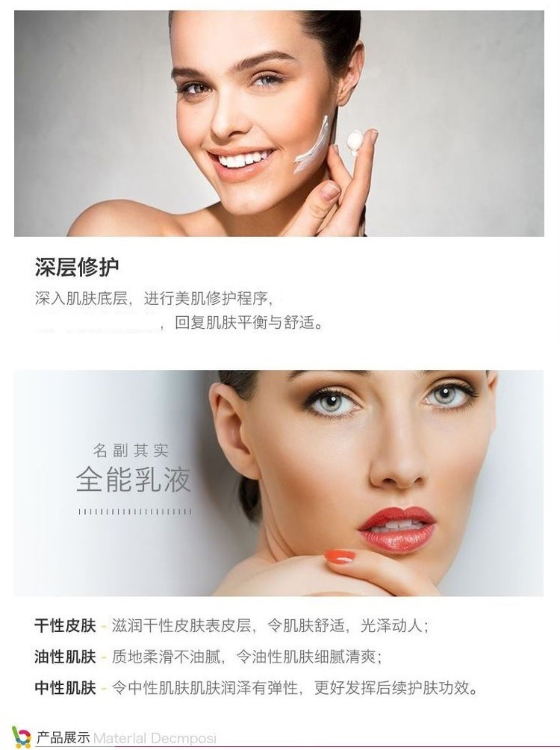 深层修护
深入肌肤底层，进行美肌修护程序，
，回复肌肤平衡与舒适。
名副其实
全能乳液
干性皮肤 - 滋润干性皮肤表皮层，令肌肤舒适，光泽动人；
油性肌肤 - 质地柔滑不油腻，令油性肌肤细腻清爽；
中性肌肤 - 令中性肌肤肌肤润泽有弹性，更好发挥后续护肤功效。
产品展示 Material Decmposi